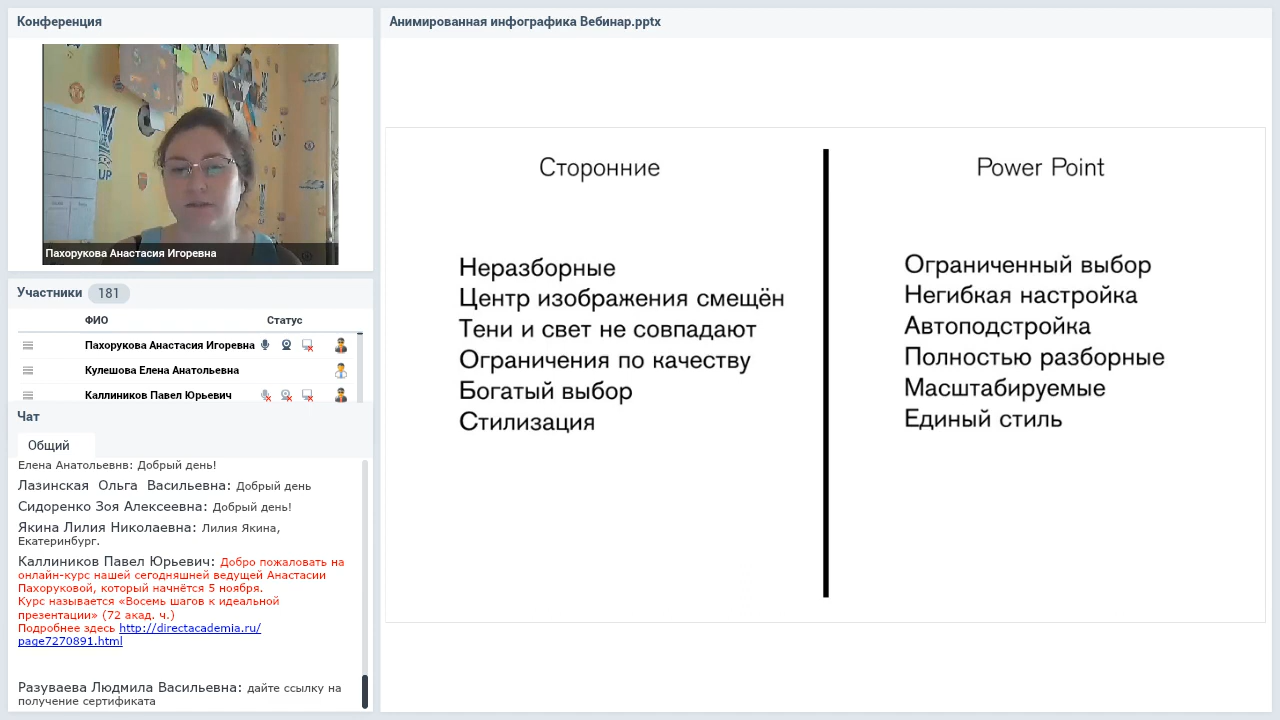 Конференция
UP
Пахорукова Анастасия Игоревна
Участники 181
ФИО Статус
Пахорукова Анастасия Игоревна
Кулешова Елена Анатольевна
Каллиников Павел Юрьевич
Чат
Общий
Елена Анатольевнв: Добрый день!
Лазинская Ольга Васильевна: Добрый день
Сидоренко Зоя Алексеевна: Добрый день!
Якина Лилия Николаевна: Лилия Якина,
Екатеринбург.
Каллиников Павел Юрьевич: Добро пожаловать на
онлайн-курс нашей сегодняшней ведущей Анастасии
Пахоруковой, который начнётся 5 ноября.
Курс называется «Восемь шагов к идеальной
презентации» (72 акад. ч.)
Подробнее здесь http://directacademia.ru/
page7270891.html
Разуваева Людмила Васильевна: дайте ссылку на
получение сертификата
Анимированная инфографика Вебинар.pptx
Сторонние
Неразборные
Центр изображения смещён
Тени и свет не совпадают
Ограничения по качеству
Богатый выбор
Стилизация
Power Point
Ограниченный выбор
Негибкая настройка
Автоподстройка
Полностью разборные
Масштабируемые
Единый стиль